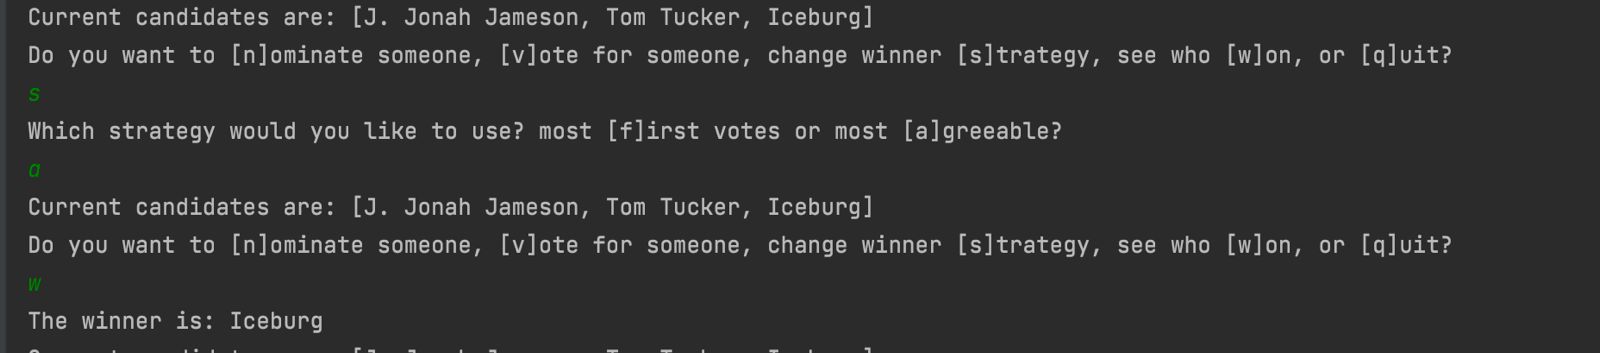 Current candidates are: [J. Jonah Jameson, Tom Tucker, Iceburg]
Do you want to [n]ominate someone, [v]ote for someone, change winner [s]trategy, see who [w]on, or [q]uit?
s
Which strategy would you like to use? most [f]irst votes or most [a]greeable?
a
Current candidates are: [J. Jonah Jameson, Tom Tucker, Iceburg]
Do you want to [n]ominate someone, [v]ote for someone, change winner [s]trategy, see who [w]on, or [q]uit?
w
The winner is: Iceburg